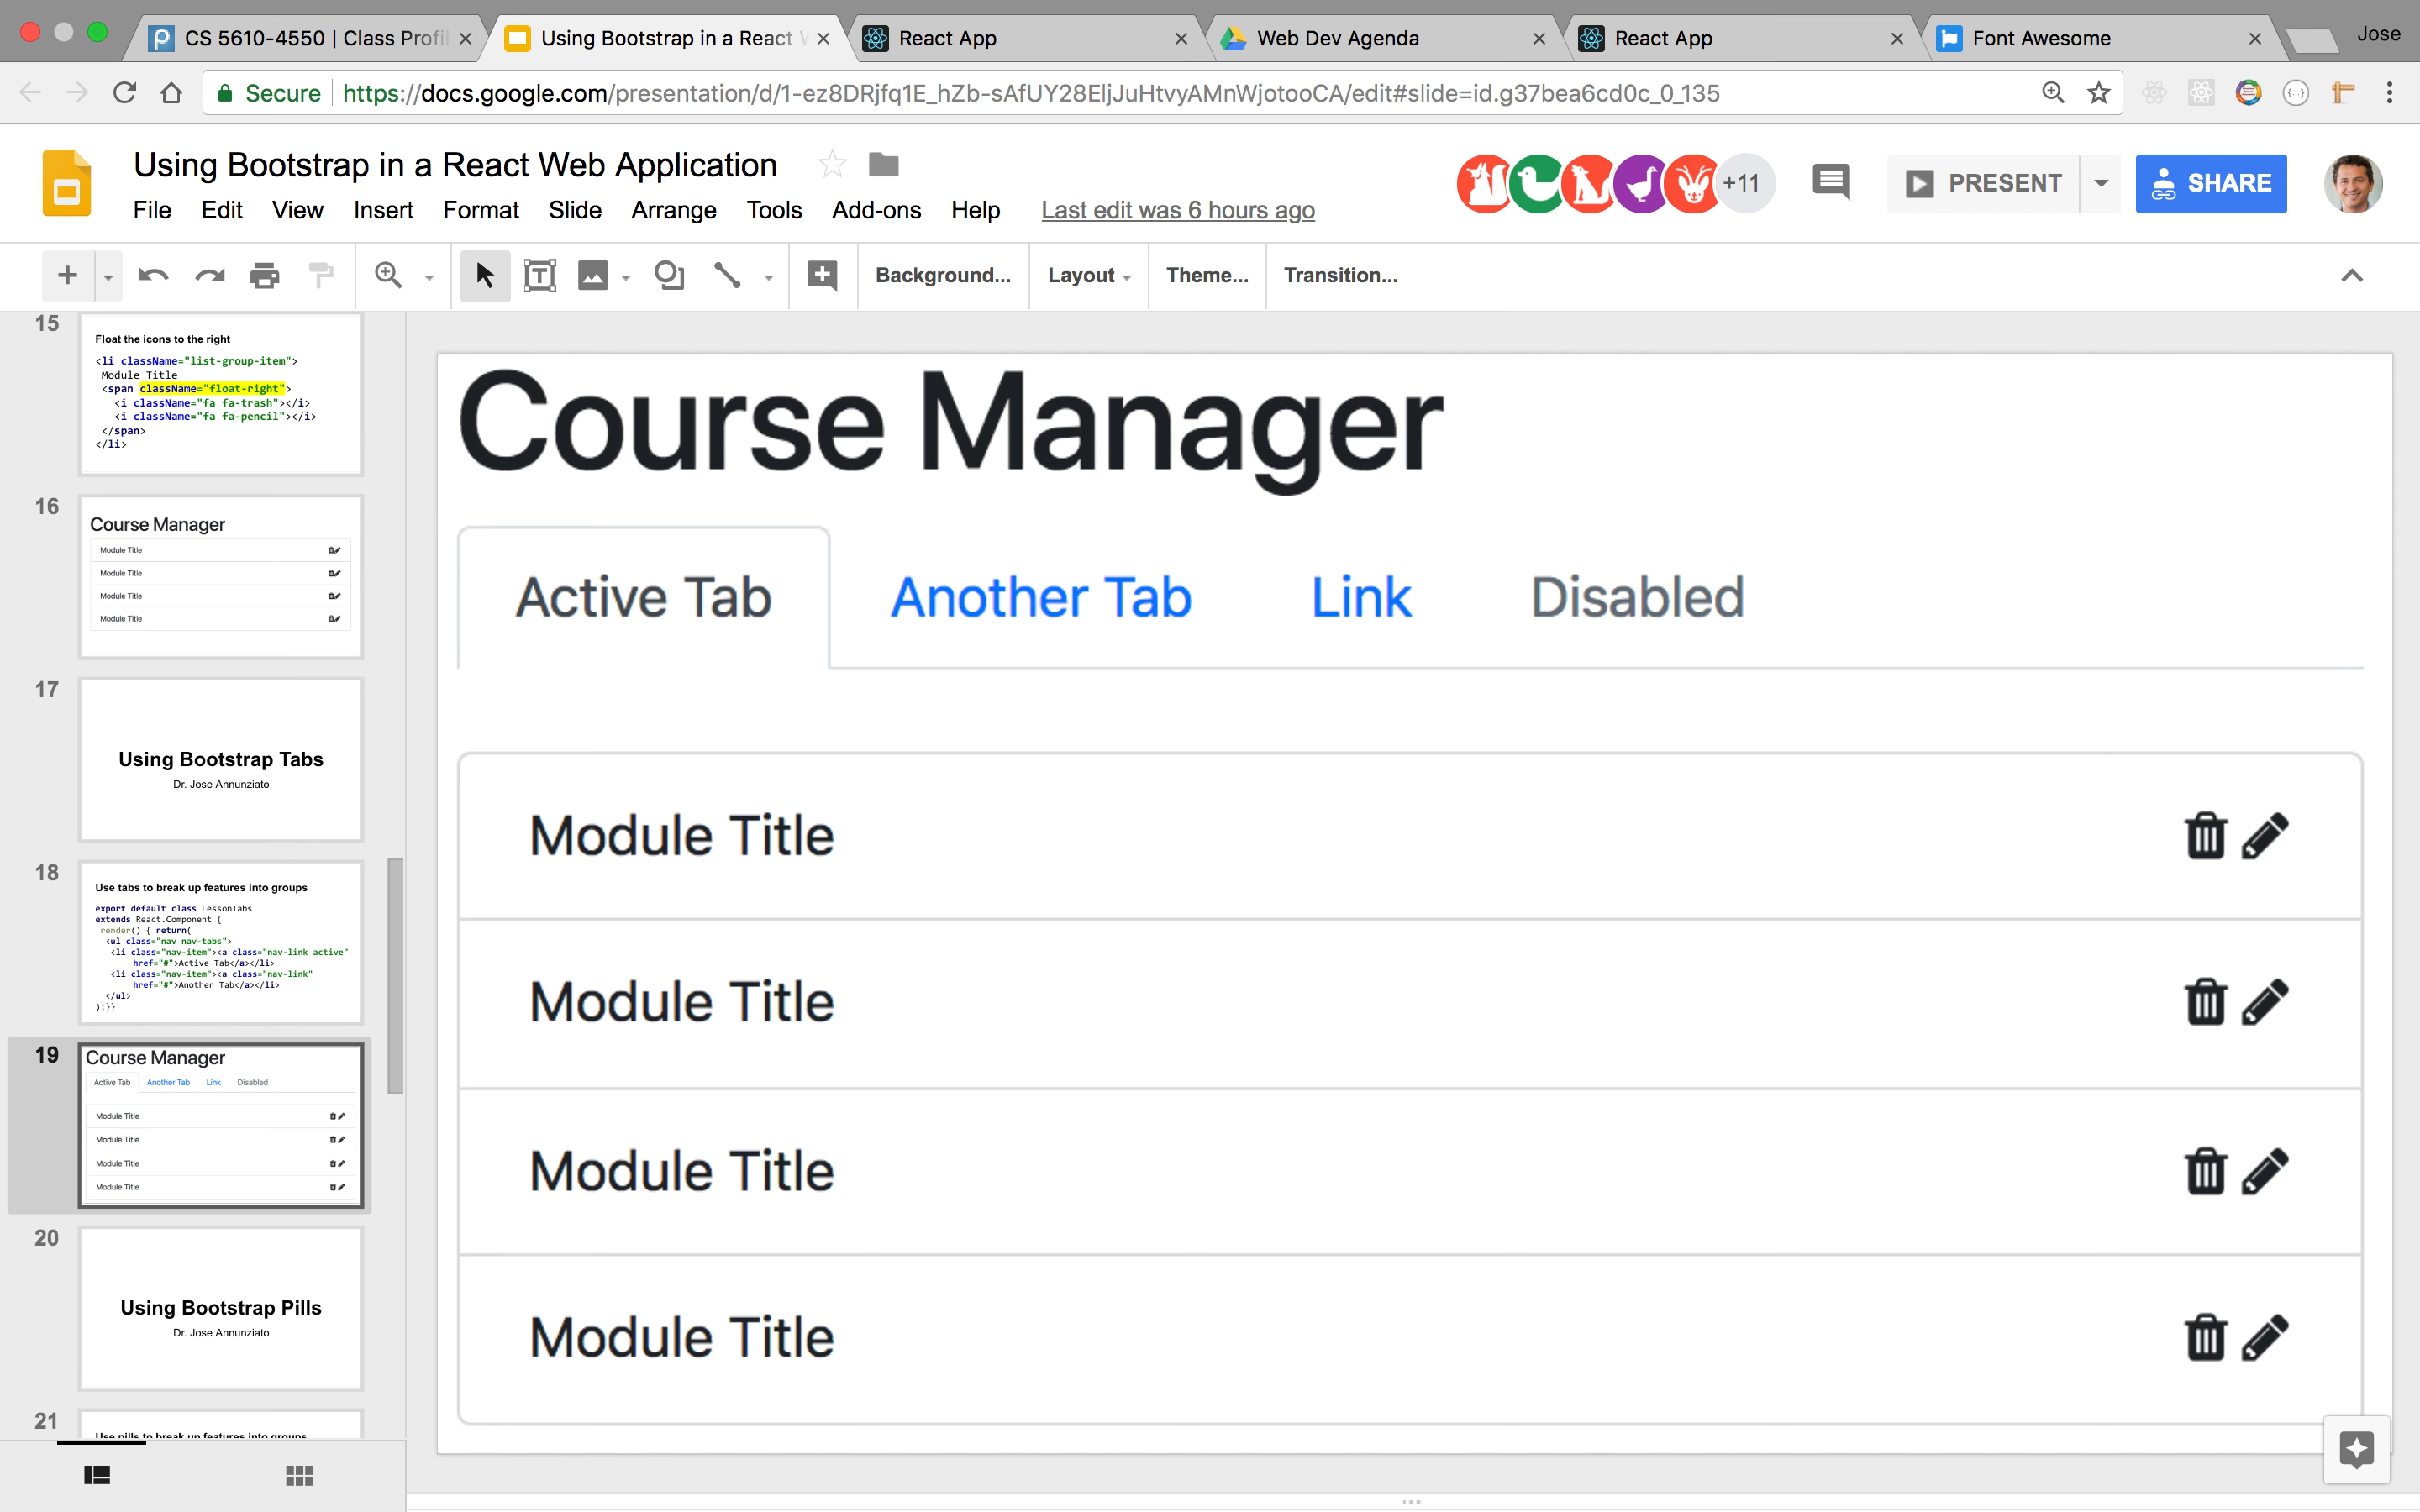 CS 5610-4550 | Class Profi
Using Bootstrap in a React
React App
Web Dev Agenda
React App
Font Awesome
Jose
Secure
https://docs.google.com/presentation/d/1-ez8DRjfq1E_hZb-sAfUY28EljJuHtvyAMnWjotooCA/edit#slide=id.g37bea6cd0c_0_135
Using Bootstrap in a React Web Application
File Edit View Insert Format Slide Arrange Tools Add-ons Help Last edit was 6 hours ago
+11
PRESENT
SHARE
Background... Layout Theme... Transition...
15
Float the icons to the right
<li className="list-group-item">
Module Title
<span className="float-right">
<i className="fa fa-trash"></i>
<i className="fa fa-pencil"></i>
</span>
</li>
16
Course Manager
Module Title
Module Title
Module Title
Module Title
17
Using Bootstrap Tabs
Dr. Jose Annunziato
18
Use tabs to break up features into groups
export default class LessonTabs
extends React.Component {
render() { return(
<ul class="nav nav-tabs">
<li class="nav-item"><a class="nav-link active"
href="#">Active Tab</a></li>
<li class="nav-item"><a class="nav-link"
href="#">Another Tab</a></li>
</ul>
);}}
19
Course Manager
Active Tab Another Tab Link Disabled
Module Title
Module Title
Module Title
Module Title
20
Using Bootstrap Pills
Dr. Jose Annunziato
21
Use pills to break up features into groups
Course Manager
Active Tab Another Tab Link Disabled
Module Title
Module Title
Module Title
Module Title